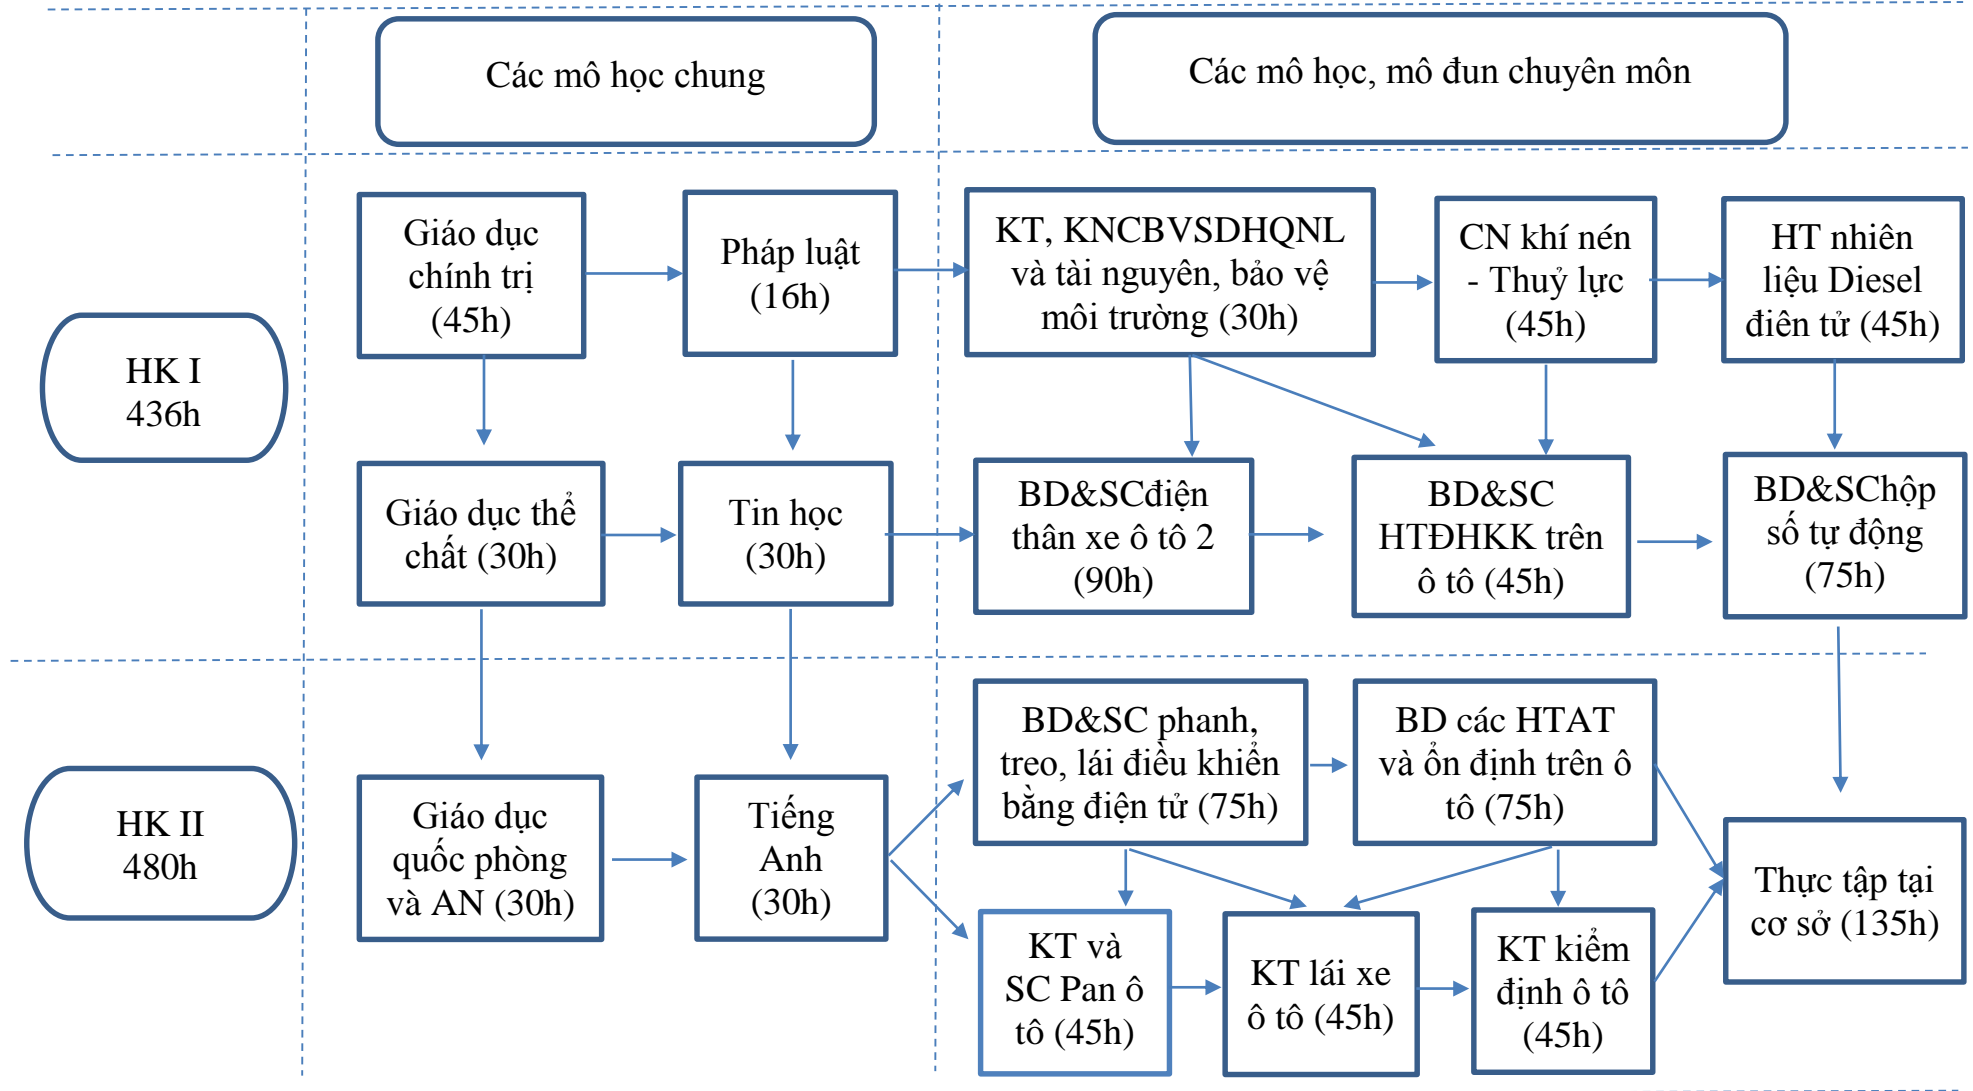 Các mô học chung
Các mô học, mô đun chuyên môn
HK I
436h
Giáo dục
chính trị
(45h)
Pháp luật
(16h)
KT, KNCBVSDHQNL
và tài nguyên, bảo vệ
môi trường (30h)
CN khí nén
- Thuỷ lực
(45h)
HT nhiên
liệu Diesel
điên tử (45h)
Giáo dục thể
chất (30h)
Tin học
(30h)
BD&SCđiện
thân xe ô tô 2
(90h)
BD&SC
HTĐHKK trên
ô tô (45h)
BD&SChộp
số tự động
(75h)
HK II
480h
Giáo dục
quốc phòng
và AN (30h)
Tiếng
Anh
(30h)
BD&SC phanh,
treo, lái điều khiển
bằng điện tử (75h)
BD các HTAT
và ổn định trên ô
tô (75h)
KT và
SC Pan ô
tô (45h)
KT lái xe
ô tô (45h)
KT kiểm
định ô tô
(45h)
Thực tập tại
cơ sở (135h)